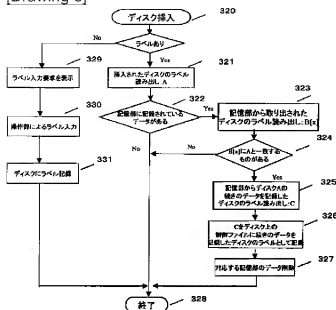 [Drawing 3]
ディスク挿入
320
ラベルあり
No
Yes
329
ラベル入力要求を表示
321
挿入されたディスクのラベル
読み出し:A
330
操作部によるラベル入力
322
記憶部に記録されている
データがある
Yes
No
323
記憶部から取り出された
ディスクのラベル読み出し:B[x]
324
B[x]にAと一致する
ものがある
No
Yes
331
ディスクにラベル記録
325
記憶部からディスクAの
続きのデータを記録した
ディスクのラベル読み出し:C
326
Cをディスク上の
制御ファイルに続きのデータを
記録したディスクのラベルとして記録
327
対応する記憶部のデータ削除
328
終了